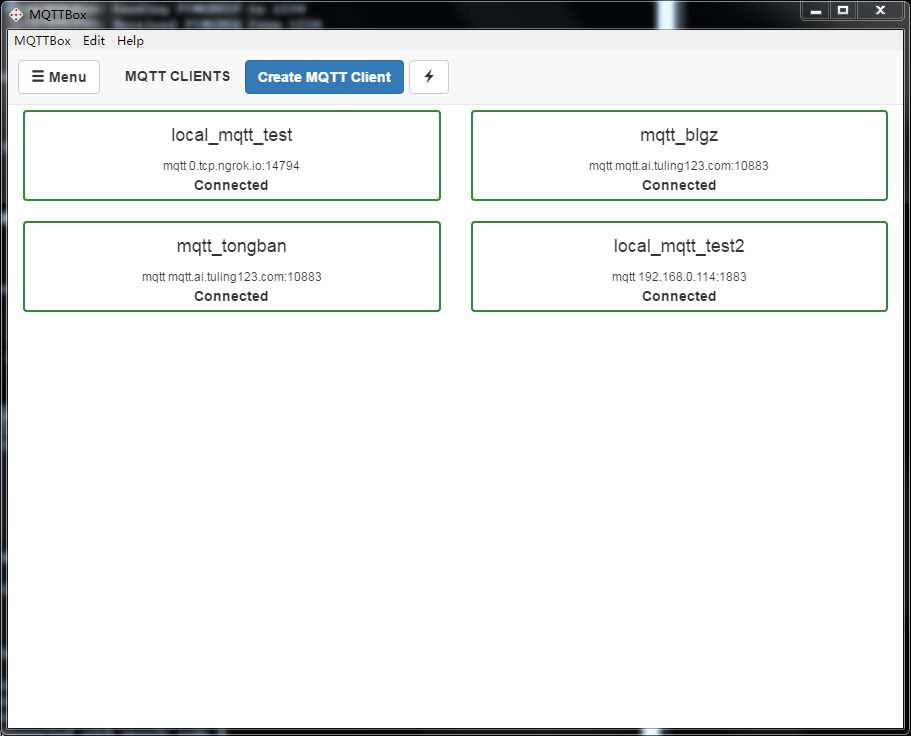 MQTTBox
MQTTBox Edit Help
Menu MQTT CLIENTS Create MQTT Client
local_mqtt_test
mqtt 0.tcp.ngrok.io:14794
Connected
mqtt_blgz
mqtt mqtt.ai.tuling123.com:10883
Connected
mqtt_tongban
mqtt mqtt.ai.tuling123.com:10883
Connected
local_mqtt_test2
mqtt 192.168.0.114:1883
Connected